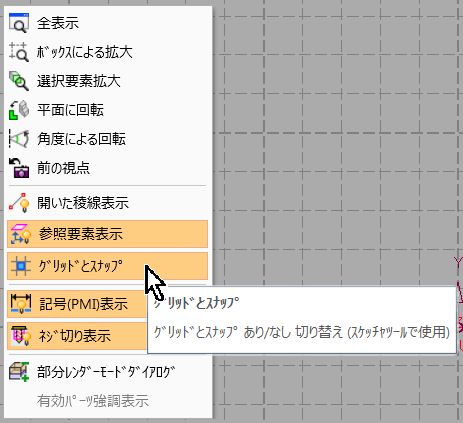 全表示
ﾎﾞｯｸｽによる拡大
選択要素拡大
平面に回転
角度による回転
前の視点
開いた稜線表示
参照要素表示
ｸﾞﾘｯﾄﾞとｽﾅｯﾌﾟ
記号(PMI)表示
ｸﾞﾘｯﾄﾞとｽﾅｯﾌﾟ
ｸﾞﾘｯﾄﾞとｽﾅｯﾌﾟ あり/なし 切り替え (ｽｹｯﾁｬﾂｰﾙで使用)
ﾈｼﾞ切り表示
部分ﾚﾝﾀﾞｰﾓｰﾄﾞﾀﾞｲｱﾛｸﾞ
有効ﾊﾟｰﾂ強調表示